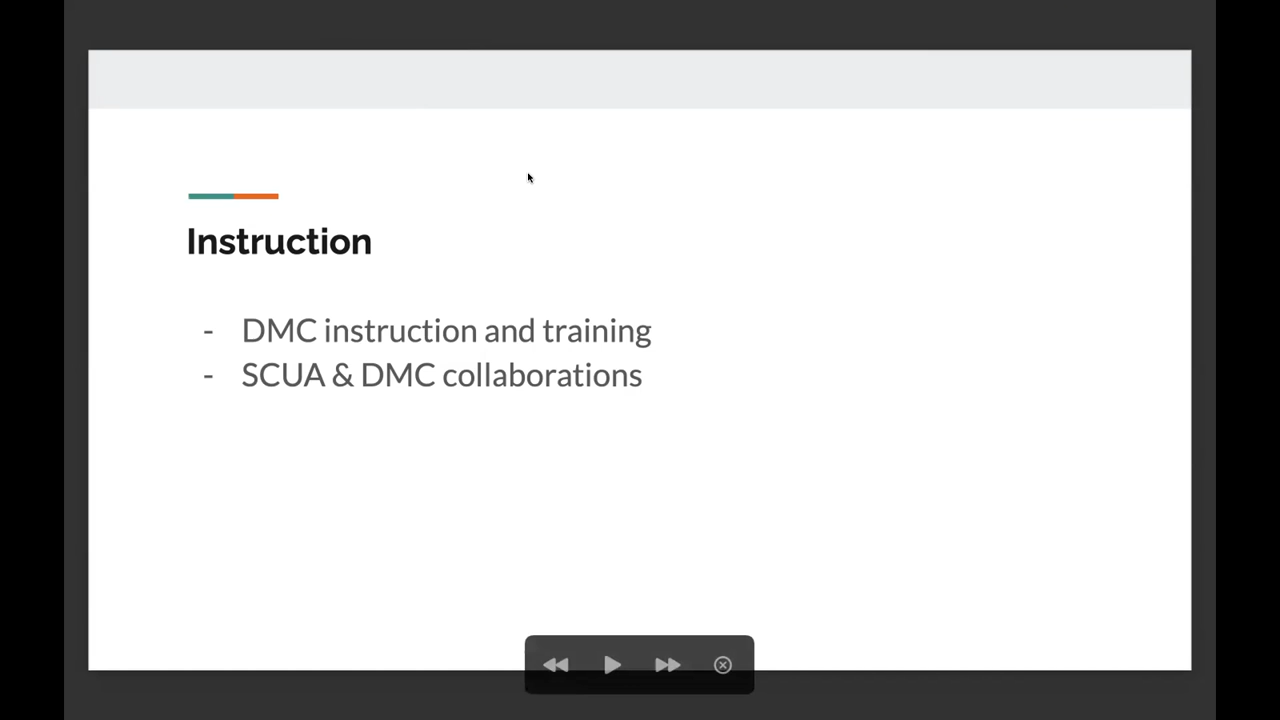 Instruction
- DMC instruction and training
- SCUA & DMC collaborations